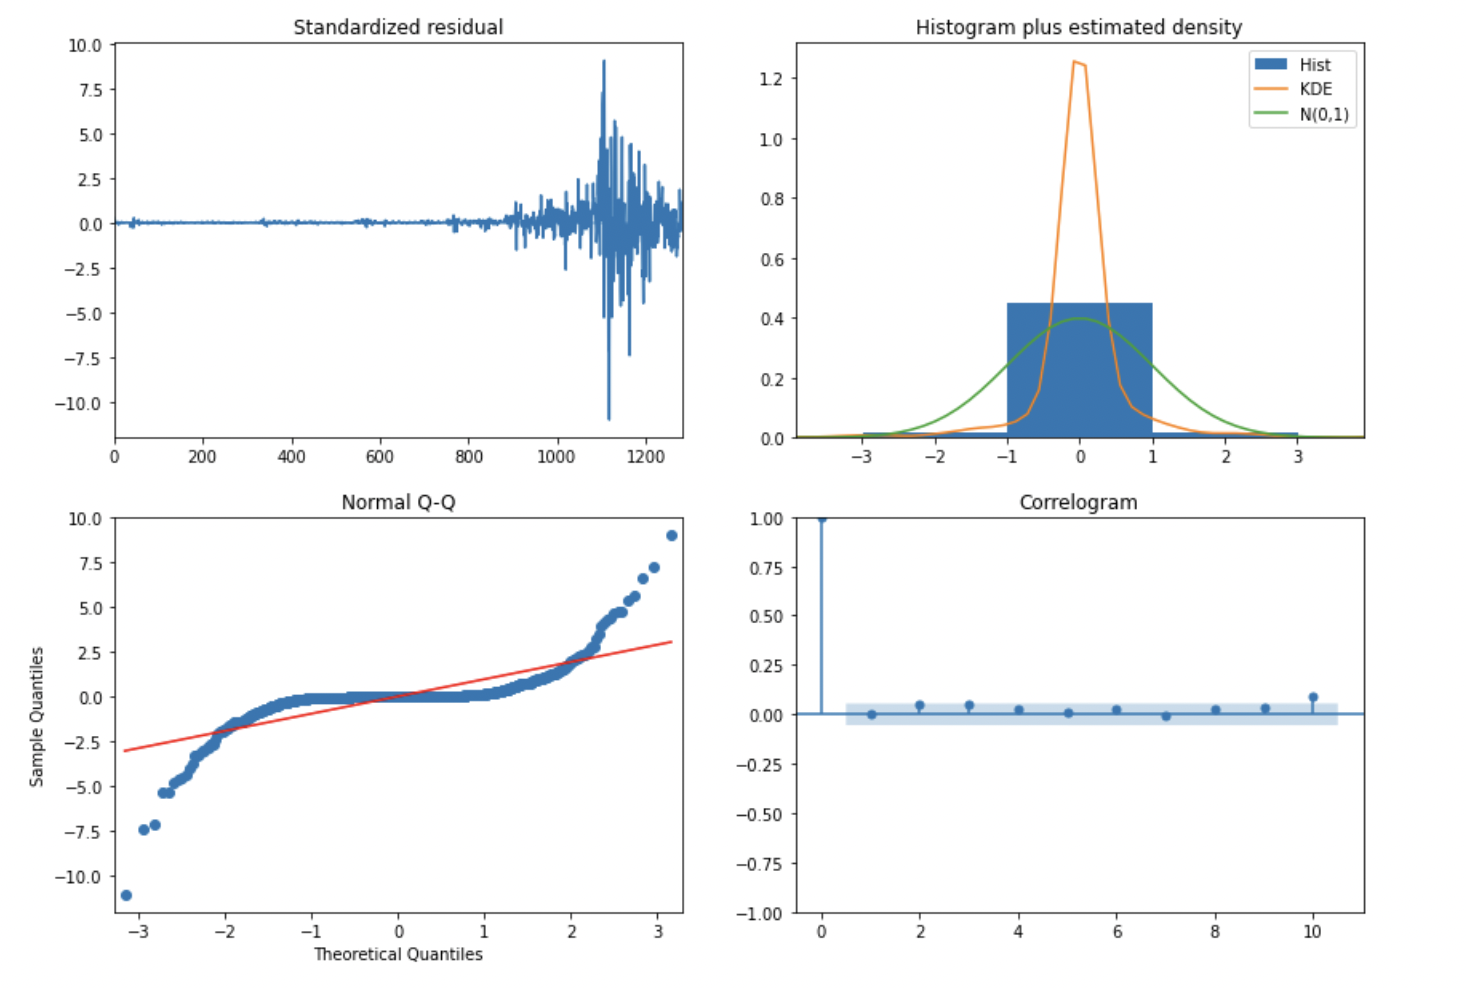 Standardized residual
10.0
7.5
5.0
2.5
0.0
−2.5
−5.0
−7.5
−10.0
0 200 400 600 800 1000 1200
Histogram plus estimated density
Hist
KDE
N(0,1)
1.2
1.0
0.8
0.6
0.4
0.2
0.0
−3 −2 −1 0 1 2 3
Normal Q-Q
Sample Quantiles
10.0
7.5
5.0
2.5
0.0
−2.5
−5.0
−7.5
−10.0
−3 −2 −1 0 1 2 3
Theoretical Quantiles
Correlogram
1.00
0.75
0.50
0.25
0.00
−0.25
−0.50
−0.75
−1.00
0 2 4 6 8 10